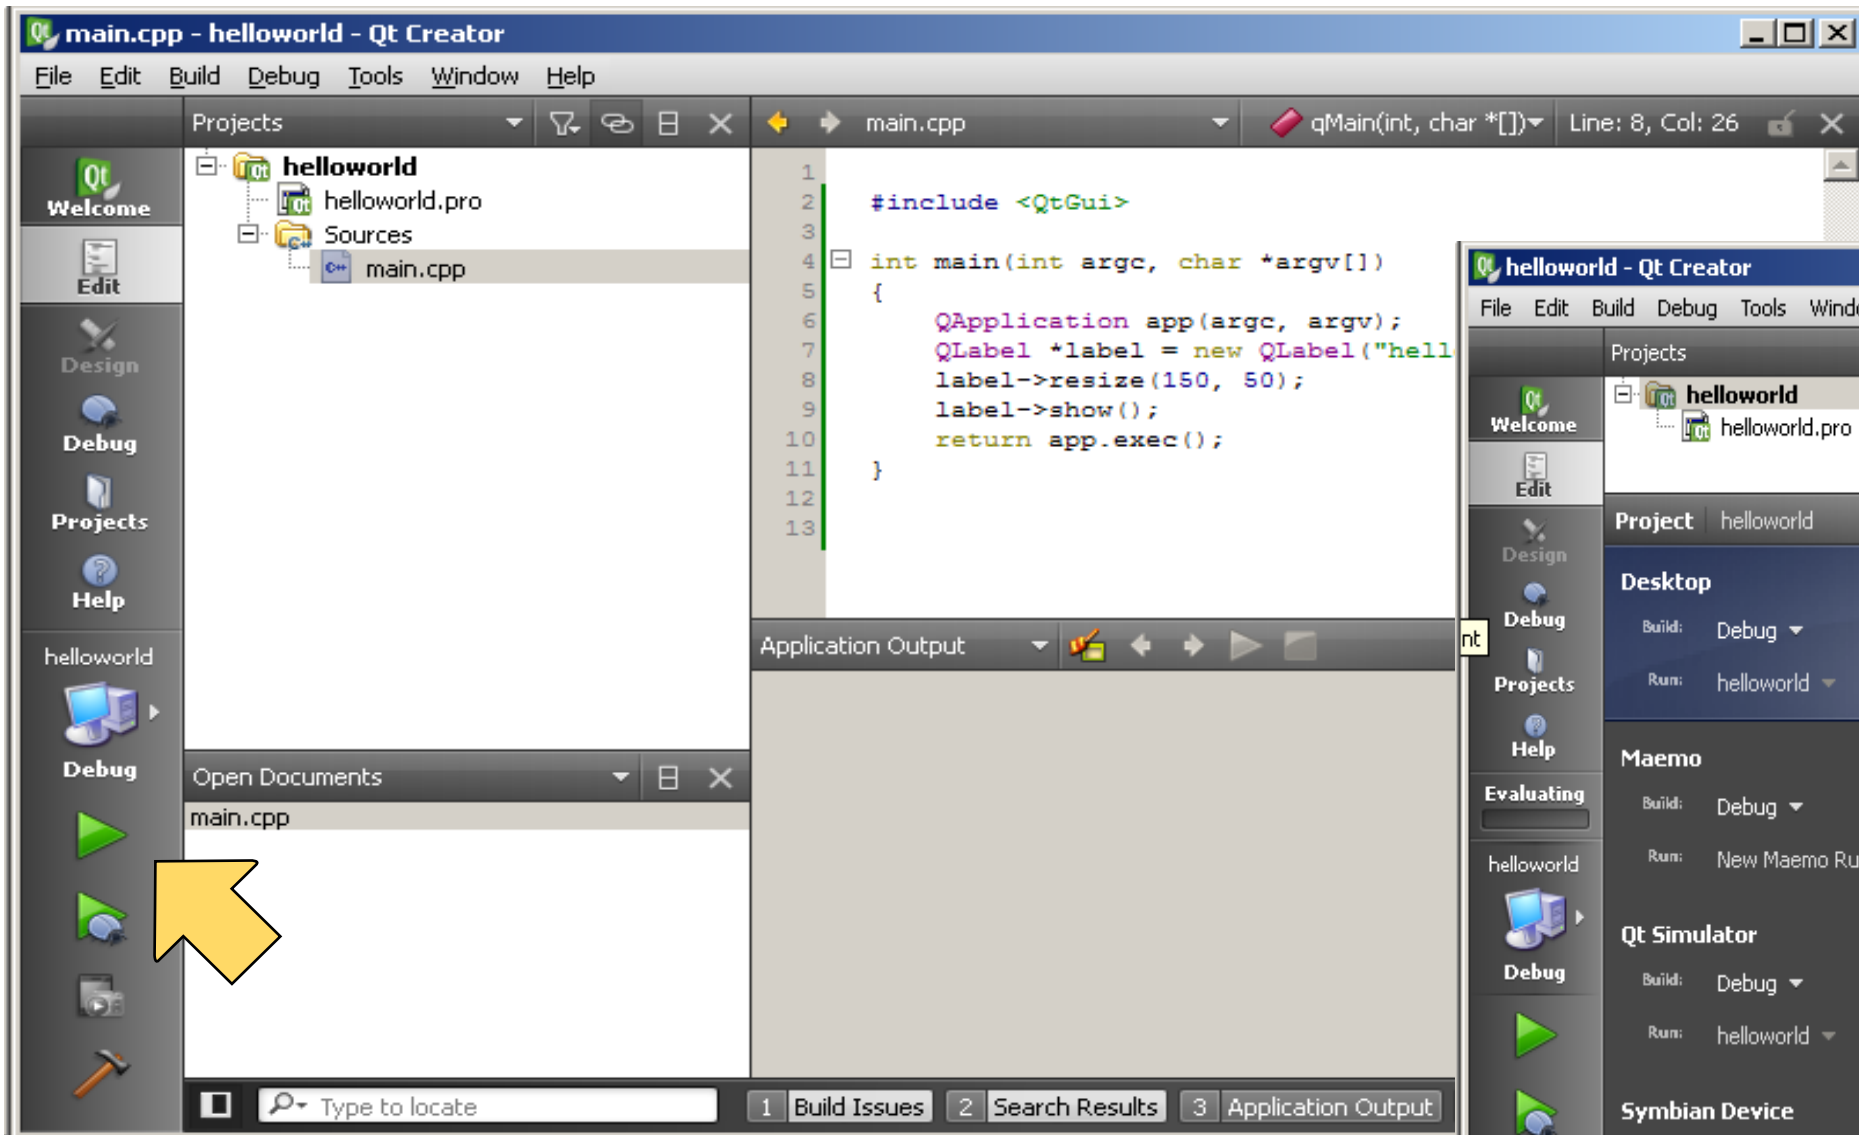 main.cpp - helloworld - Qt Creator
File Edit Build Debug Tools Window Help
Projects
main.cpp
qMain(int, char *[])
Line: 8, Col: 26
Qt
Welcome
Edit
Design
Debug
Projects
Help
helloworld
Debug
helloworld
helloworld.pro
Sources
main.cpp
1
2 #include <QtGui>
3
4 int main(int argc, char *argv[])
5 {
6 QApplication app(argc, argv);
7 QLabel *label = new QLabel("hell
8 label->resize(150, 50);
9 label->show();
10 return app.exec();
11 }
12
13
Application Output
Open Documents
main.cpp
Type to locate
1 Build Issues 2 Search Results 3 Application Output
helloworld - Qt Creator
File Edit Build Debug Tools Windo
Projects
Qt
Welcome
Edit
Design
Debug
nt
Projects
Help
Evaluating
helloworld
Debug
helloworld
helloworld.pro
Project helloworld
Desktop
Build: Debug
Run: helloworld
Maemo
Build: Debug
Run: New Maemo Ru
Qt Simulator
Build: Debug
Run: helloworld
Symbian Device